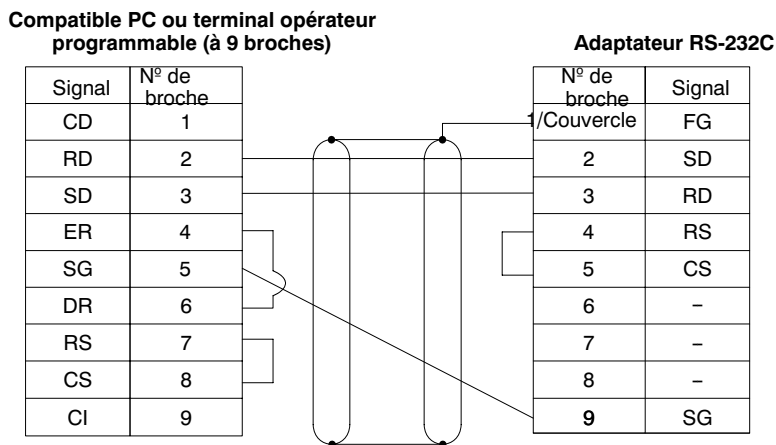 Compatible PC ou terminal opérateur
programmable (à 9 broches)
Adaptateur RS-232C
Signal Nº de
broche
CD 1
RD 2
SD 3
ER 4
SG 5
DR 6
RS 7
CS 8
CI 9
Nº de
broche Signal
1/Couvercle FG
2 SD
3 RD
4 RS
5 CS
6 –
7 –
8 –
9 SG